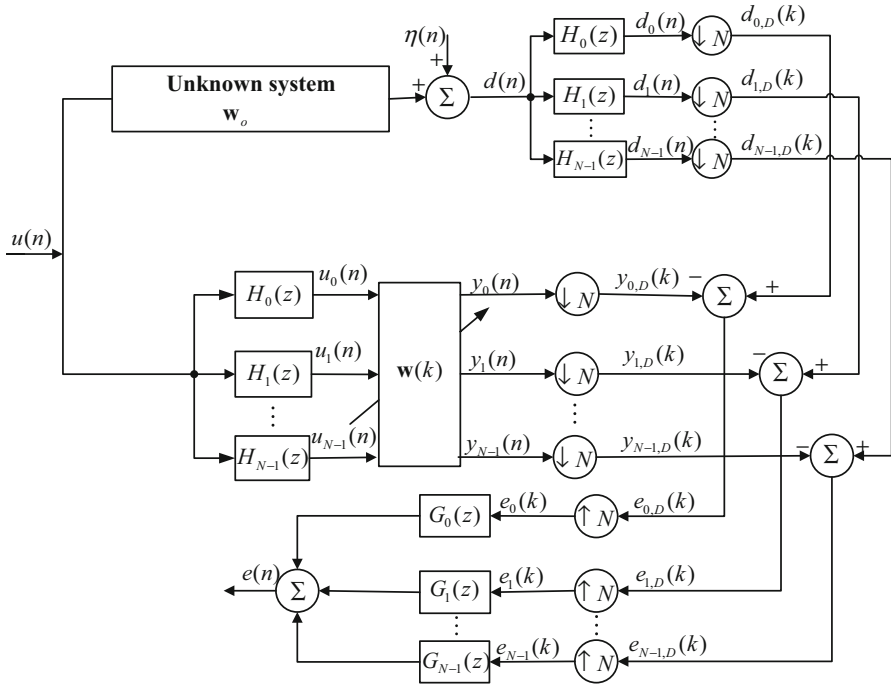 η(n)
+
+
Unknown system
w_o
Σ
d(n)
H_0(z)
d_0(n)
↓N
d_{0,D}(k)
H_1(z)
d_1(n)
↓N
d_{1,D}(k)
H_{N−1}(z)
d_{N−1}(n)
↓N
d_{N−1,D}(k)
u(n)
H_0(z)
u_0(n)
y_0(n)
↓N
y_{0,D}(k)
−
Σ
+
H_1(z)
u_1(n)
w(k)
y_1(n)
↓N
y_{1,D}(k)
−
Σ
+
H_{N−1}(z)
u_{N−1}(n)
y_{N−1}(n)
↓N
y_{N−1,D}(k)
−
Σ
+
G_0(z)
e_0(k)
↑N
e_{0,D}(k)
e(n)
Σ
G_1(z)
e_1(k)
↑N
e_{1,D}(k)
G_{N−1}(z)
e_{N−1}(k)
↑N
e_{N−1,D}(k)